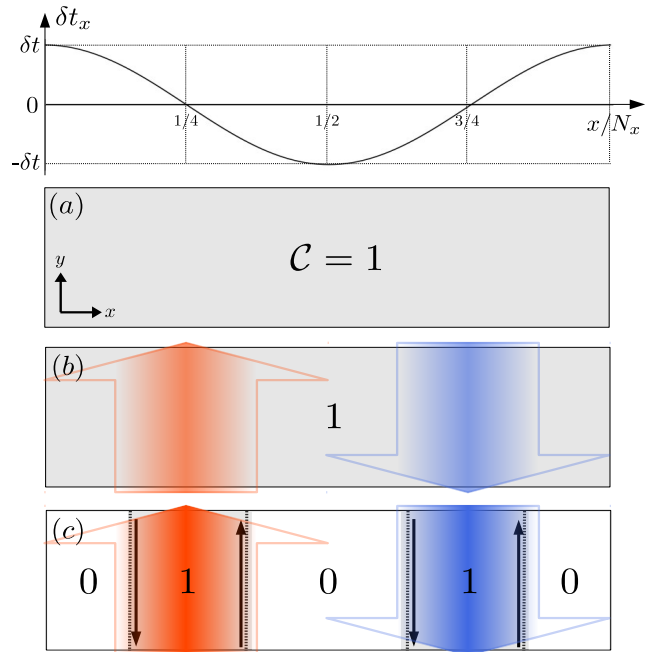 δt_x
δt
0
1/4
1/2
3/4
x/N_x
-δt
(a)
C = 1
y
x
(b)
1
(c)
0
1
0
1
0